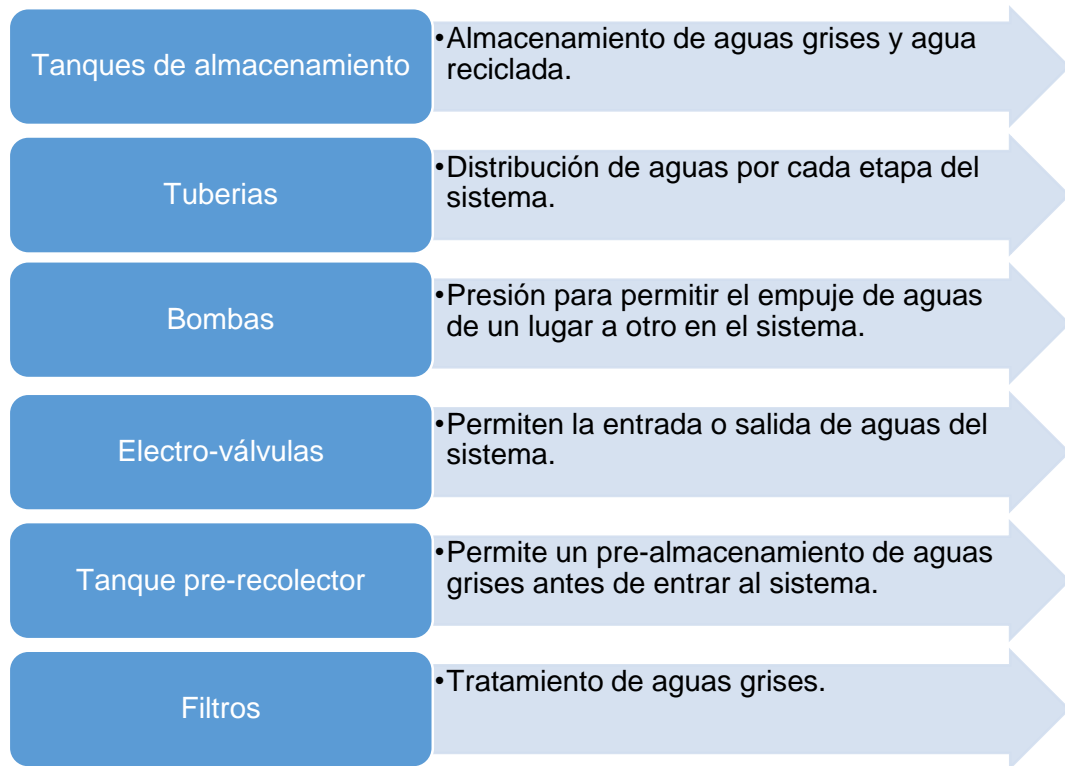 Tanques de almacenamiento
•Almacenamiento de aguas grises y agua
reciclada.
Tuberias
•Distribución de aguas por cada etapa del
sistema.
Bombas
•Presión para permitir el empuje de aguas
de un lugar a otro en el sistema.
Electro-válvulas
•Permiten la entrada o salida de aguas del
sistema.
Tanque pre-recolector
•Permite un pre-almacenamiento de aguas
grises antes de entrar al sistema.
Filtros
•Tratamiento de aguas grises.